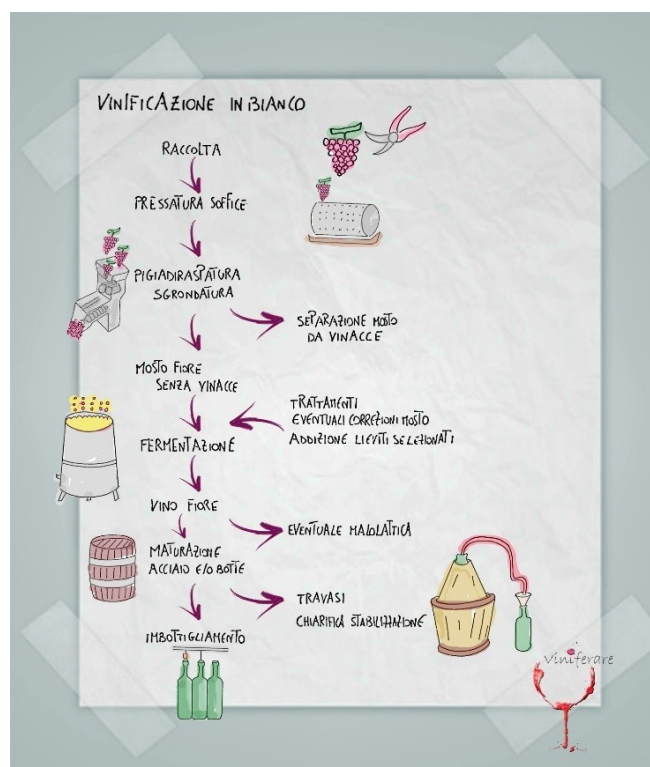 VINIFICAZIONE IN BIANCO
RACCOLTA
PRESSATURA SOFFICE
PIGIADIRASPATURA
SGRONDATURA
SEPARAZIONE MOSTO
DA VINACCE
MOSTO FIORE
SENZA VINACCE
TRATTAMENTI
EVENTUALI CORREZIONI MOSTO
ADDIZIONE LIEVITI SELEZIONATI
FERMENTAZIONE
VINO FIORE
EVENTUALE MALOLATTICA
MATURAZIONE
ACCIAIO E/O BOTTE
TRAVASI
CHIARIFICA STABILIZZAZIONE
IMBOTTIGLIAMENTO
Viniferare